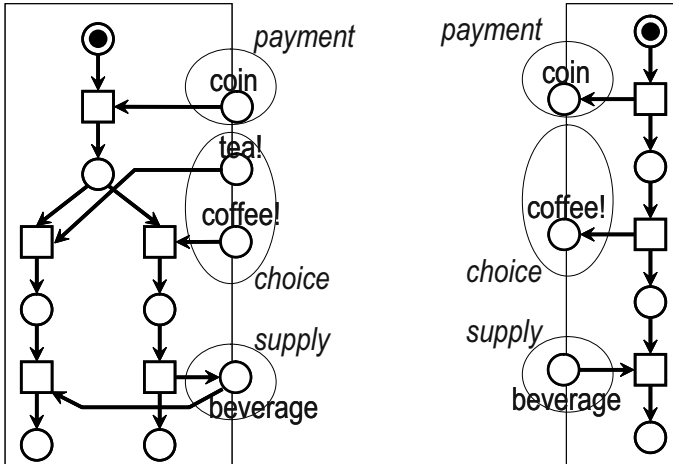 payment
coin
tea!
coffee!
choice
supply
beverage
payment
coin
coffee!
choice
supply
beverage